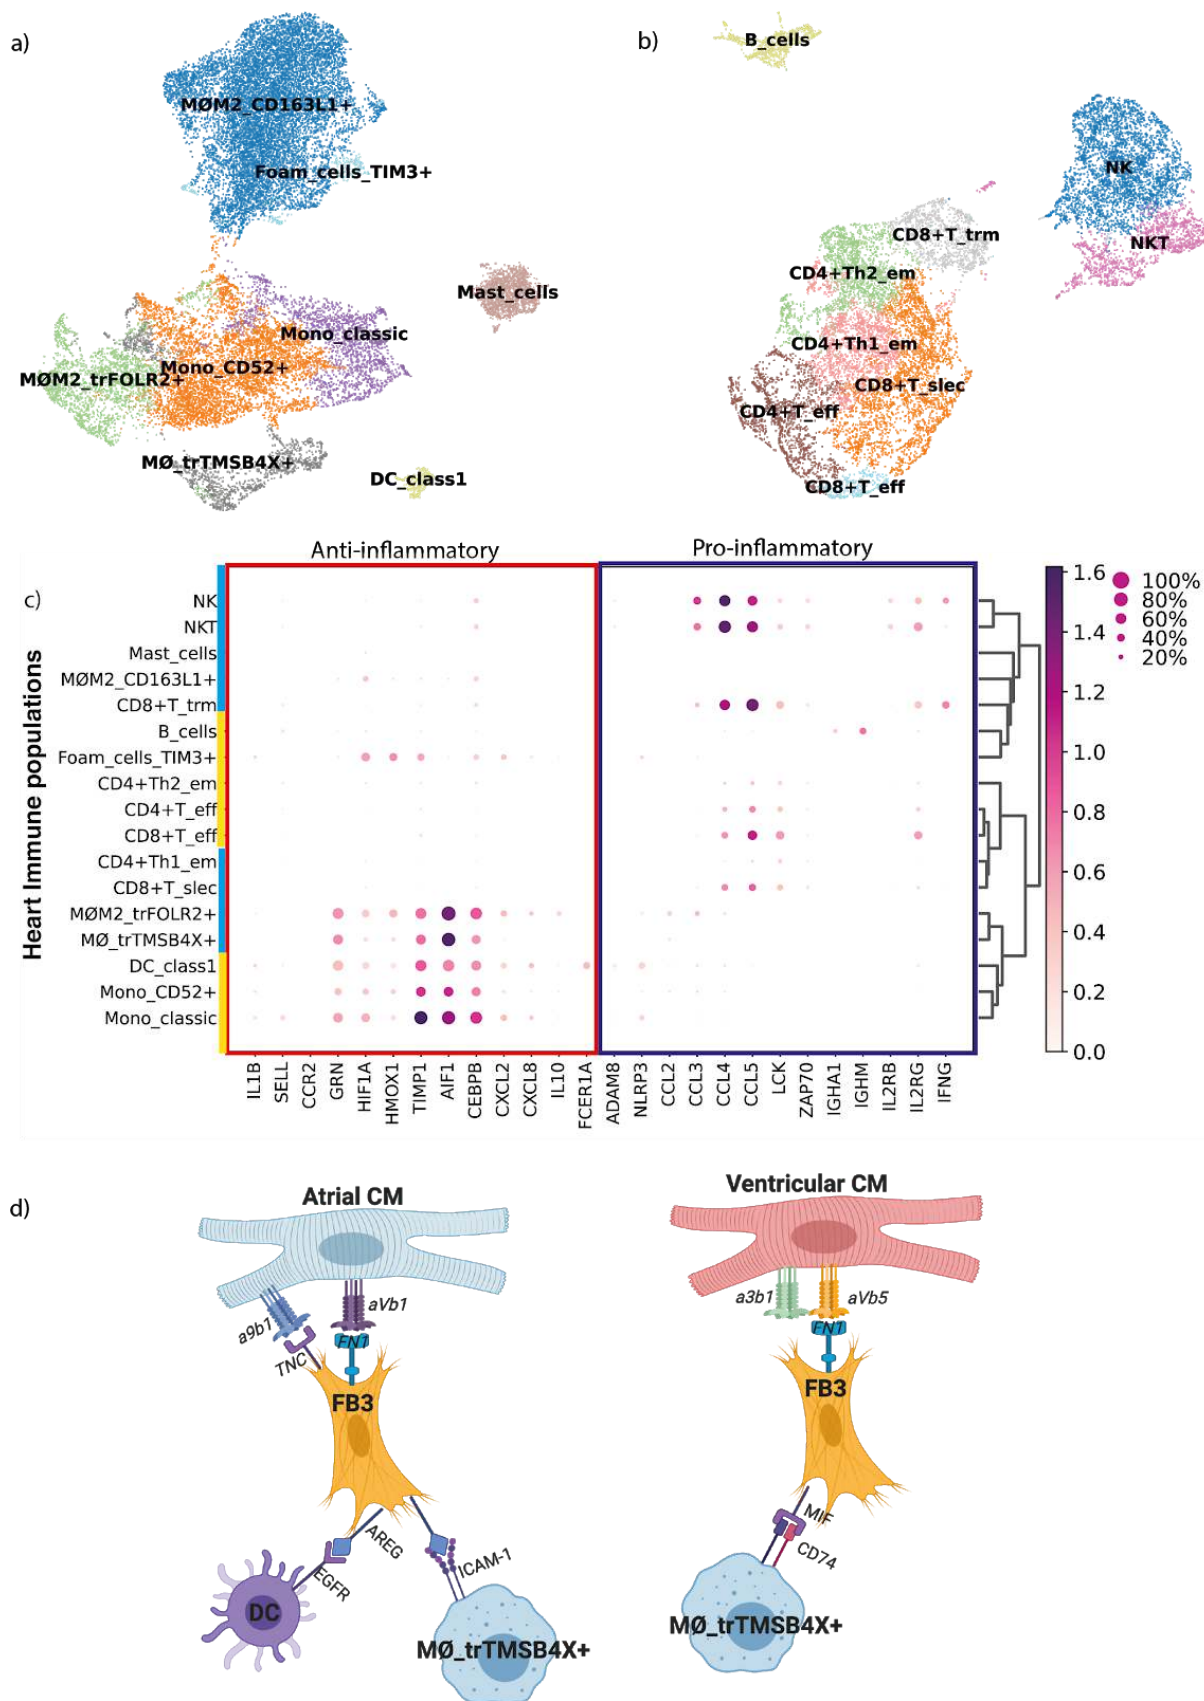 a)
MØM2_CD163L1+
Foam_cells_TIM3+
Mast_cells
Mono_classic
Mono_CD52+
MØM2_trFOLR2+
MØ_trTMSB4X+
DC_class1
b)
B_cells
NK
NKT
CD8+T_trm
CD4+Th2_em
CD4+Th1_em
CD8+T_slec
CD4+T_eff
CD8+T_eff
c)
Anti-inflammatory
Pro-inflammatory
Heart Immune populations
NK
NKT
Mast_cells
MØM2_CD163L1+
CD8+T_trm
B_cells
Foam_cells_TIM3+
CD4+Th2_em
CD4+T_eff
CD8+T_eff
CD4+Th1_em
CD8+T_slec
MØM2_trFOLR2+
MØ_trTMSB4X+
DC_class1
Mono_CD52+
Mono_classic
IL1B
SELL
CCR2
GRN
HIF1A
HMOX1
TIMP1
AIF1
CEBPB
CXCL2
CXCL8
IL10
FCER1A
ADAM8
NLRP3
CCL2
CCL3
CCL4
CCL5
LCK
ZAP70
IGHA1
IGHM
IL2RB
IL2RG
IFNG
1.6
1.4
1.2
1.0
0.8
0.6
0.4
0.2
0.0
100%
80%
60%
40%
20%
d)
Atrial CM
a9b1
aVb1
TNC
FN1
FB3
AREG
EGFR
ICAM-1
DC
MØ_trTMSB4X+
Ventricular CM
a3b1
aVb5
FN1
FB3
MIF
CD74
MØ_trTMSB4X+